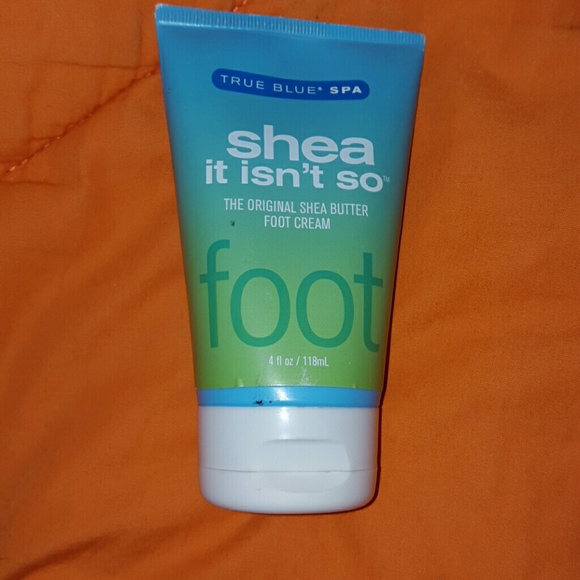 TRUE BLUE® SPA
shea
it isn't so™
THE ORIGINAL SHEA BUTTER
FOOT CREAM
foot
4 fl oz / 118mL